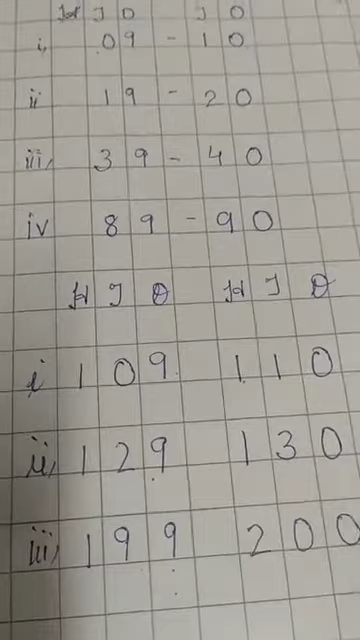 H T O T O
i, 09 - 10
ii 19 - 20
iii, 39 - 40
iv 89 - 90
H T O H T O
i 109 110
ii, 129 130
iii) 199 200